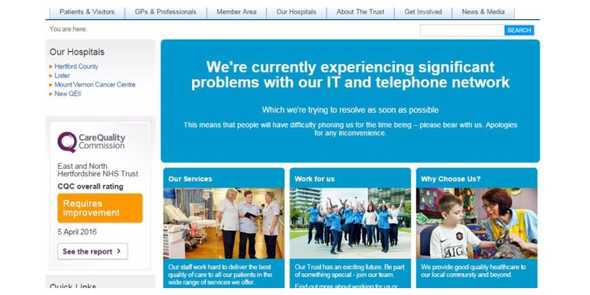 Patients & Visitors
GPs & Professionals
Member Area
Our Hospitals
About The Trust
Get Involved
News & Media
You are here:
SEARCH
Our Hospitals
Hertford County
Lister
Mount Vernon Cancer Centre
New QEII
CareQuality
Commission
East and North
Hertfordshire NHS Trust
CQC overall rating
Requires
improvement
5 April 2016
See the report
Quick Links
We're currently experiencing significant
problems with our IT and telephone network
Which we're trying to resolve as soon as possible
This means that people will have difficulty phoning us for the time being – please bear with us. Apologies
for any inconvenience.
Our Services
Our staff work hard to deliver the best
quality of care to all our patients in the
wide range of services we offer.
Work for us
Our Trust has an exciting future. Be part
of something special - join our team.
Find out more about working for us or
Why Choose Us?
AIG
We provide good quality healthcare to
our local community and beyond.